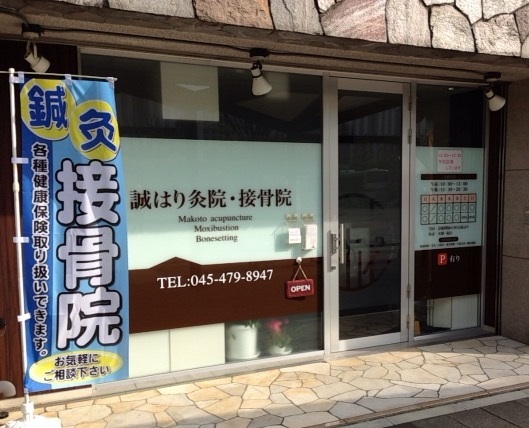 鍼灸
接骨院
各種健康保険取り扱いできます。
お気軽に
ご相談下さい
誠はり灸院・接骨院
Makoto acupuncture
Moxibustion
Bonesetting
TEL:045-479-8947
OPEN
P 有り